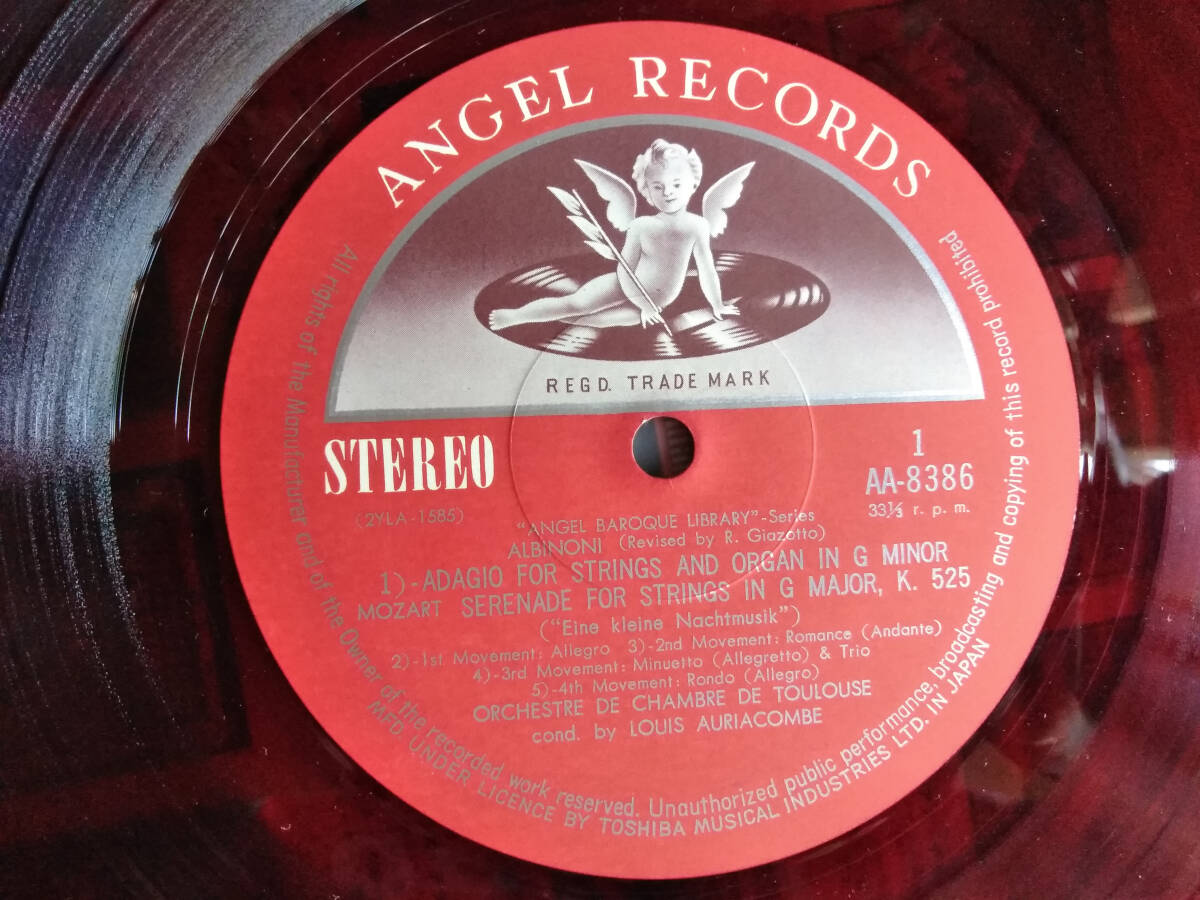 ANGEL RECORDS
REGD. TRADE MARK
STEREO
1
AA-8386
(2YLA-1585)
33⅓ r. p. m.
"ANGEL BAROQUE LIBRARY"-Series
ALBINONI (Revised by R. Giazotto)
1)-ADAGIO FOR STRINGS AND ORGAN IN G MINOR
MOZART SERENADE FOR STRINGS IN G MAJOR, K. 525
("Eine kleine Nachtmusik")
2)-1st Movement: Allegro 3)-2nd Movement: Romance (Andante)
4)-3rd Movement: Minuetto (Allegretto) & Trio
5)-4th Movement: Rondo (Allegro)
ORCHESTRE DE CHAMBRE DE TOULOUSE
cond. by LOUIS AURIACOMBE
All rights of the Manufacturer and of the Owner of the recorded work reserved. Unauthorized public performance, broadcasting and copying of this record prohibited
MFD UNDER LICENCE BY TOSHIBA MUSICAL INDUSTRIES LTD. IN JAPAN